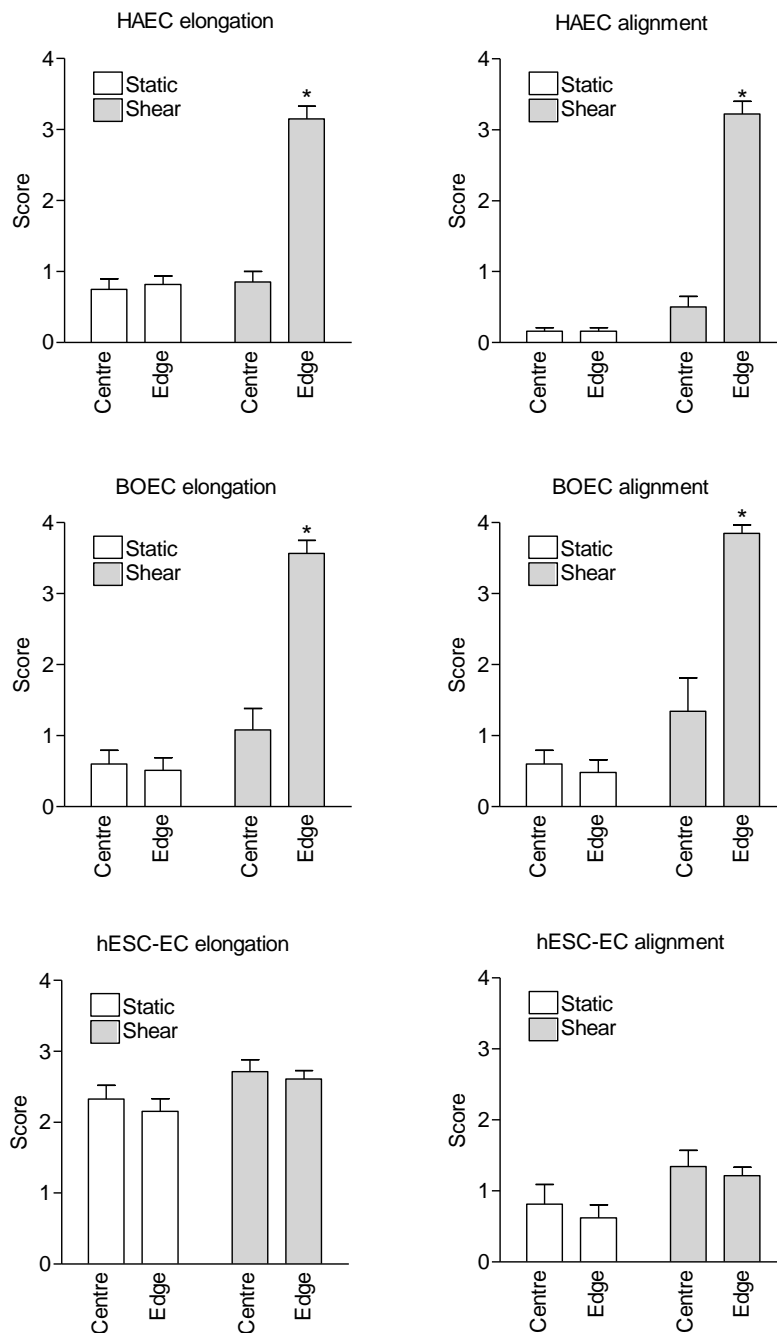 HAEC elongation
4
3
2
1
0
Score
Static
Shear
*
Centre
Edge
Centre
Edge
HAEC alignment
4
3
2
1
0
Score
Static
Shear
*
Centre
Edge
Centre
Edge
BOEC elongation
4
3
2
1
0
Score
Static
Shear
*
Centre
Edge
Centre
Edge
BOEC alignment
4
3
2
1
0
Score
Static
Shear
*
Centre
Edge
Centre
Edge
hESC-EC elongation
4
3
2
1
0
Score
Static
Shear
Centre
Edge
Centre
Edge
hESC-EC alignment
4
3
2
1
0
Score
Static
Shear
Centre
Edge
Centre
Edge